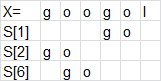 X= g o o g o l
S[1] g o
S[2] g o
S[6] g o